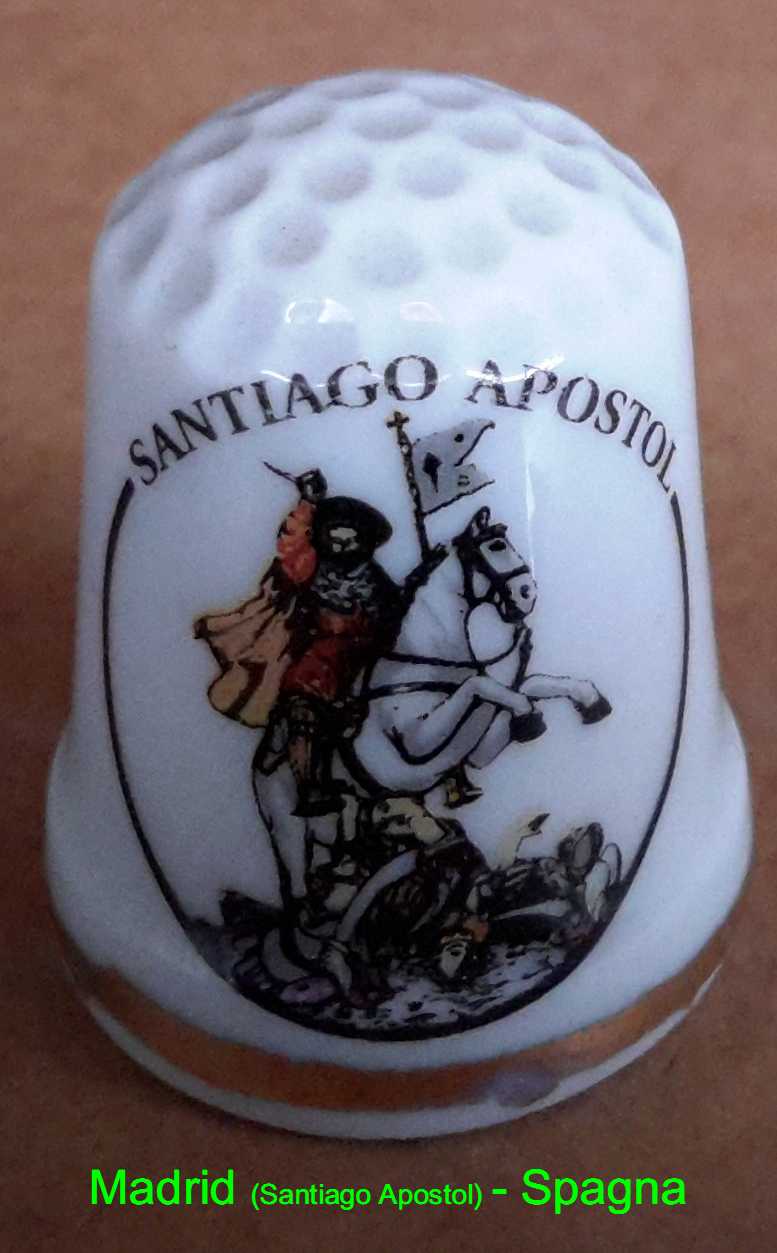 SANTIAGO APOSTOL
Madrid (Santiago Apostol) - Spagna